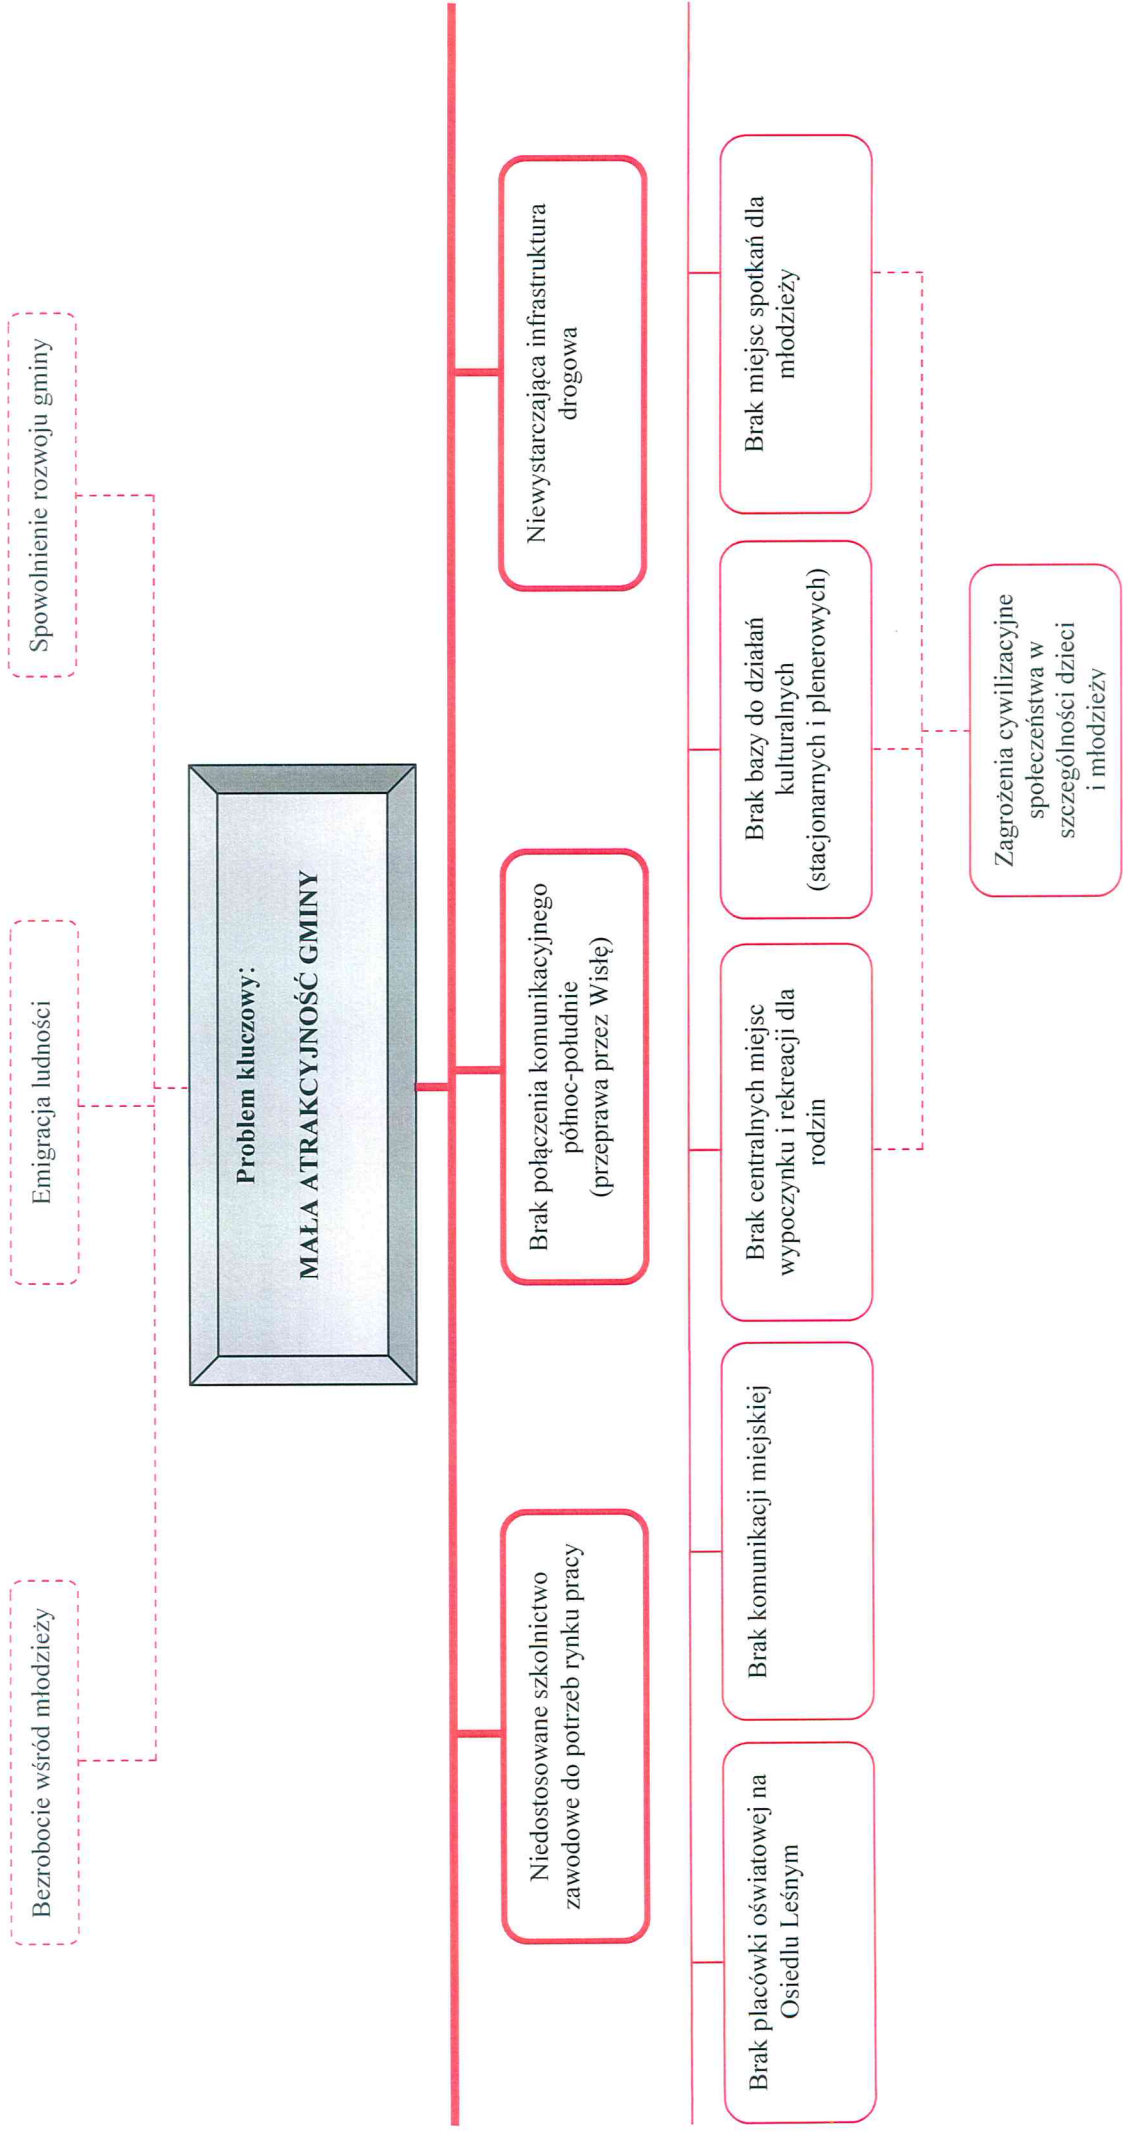 Bezrobocie wśród młodzieży
Emigracja ludności
Spowolnienie rozwoju gminy
Problem kluczowy:
MAŁA ATRAKCYJNOŚĆ GMINY
Niedostosowane szkolnictwo
zawodowe do potrzeb rynku pracy
Brak połączenia komunikacyjnego
północ-południe
(przeprawa przez Wisłę)
Niewystarczająca infrastruktura
drogowa
Brak placówki oświatowej na
Osiedlu Leśnym
Brak komunikacji miejskiej
Brak centralnych miejsc
wypoczynku i rekreacji dla
rodzin
Brak bazy do działań
kulturalnych
(stacjonarnych i plenerowych)
Brak miejsc spotkań dla
młodzieży
Zagrożenia cywilizacyjne
społeczeństwa w
szczególności dzieci
i młodzieży